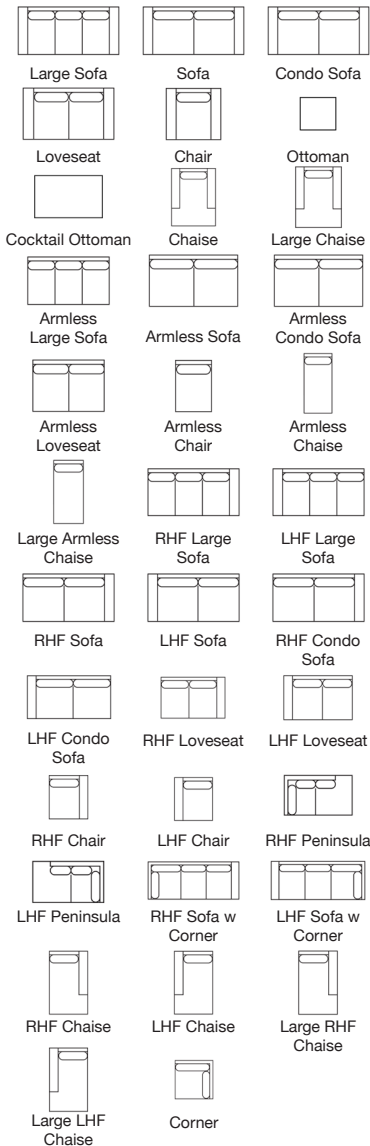 Large Sofa
Sofa
Condo Sofa
Loveseat
Chair
Ottoman
Cocktail Ottoman
Chaise
Large Chaise
Armless
Large Sofa
Armless Sofa
Armless
Condo Sofa
Armless
Loveseat
Armless
Chair
Armless
Chaise
Large Armless
Chaise
RHF Large
Sofa
LHF Large
Sofa
RHF Sofa
LHF Sofa
RHF Condo
Sofa
LHF Condo
Sofa
RHF Loveseat
LHF Loveseat
RHF Chair
LHF Chair
RHF Peninsula
LHF Peninsula
RHF Sofa w
Corner
LHF Sofa w
Corner
RHF Chaise
LHF Chaise
Large RHF
Chaise
Large LHF
Chaise
Corner